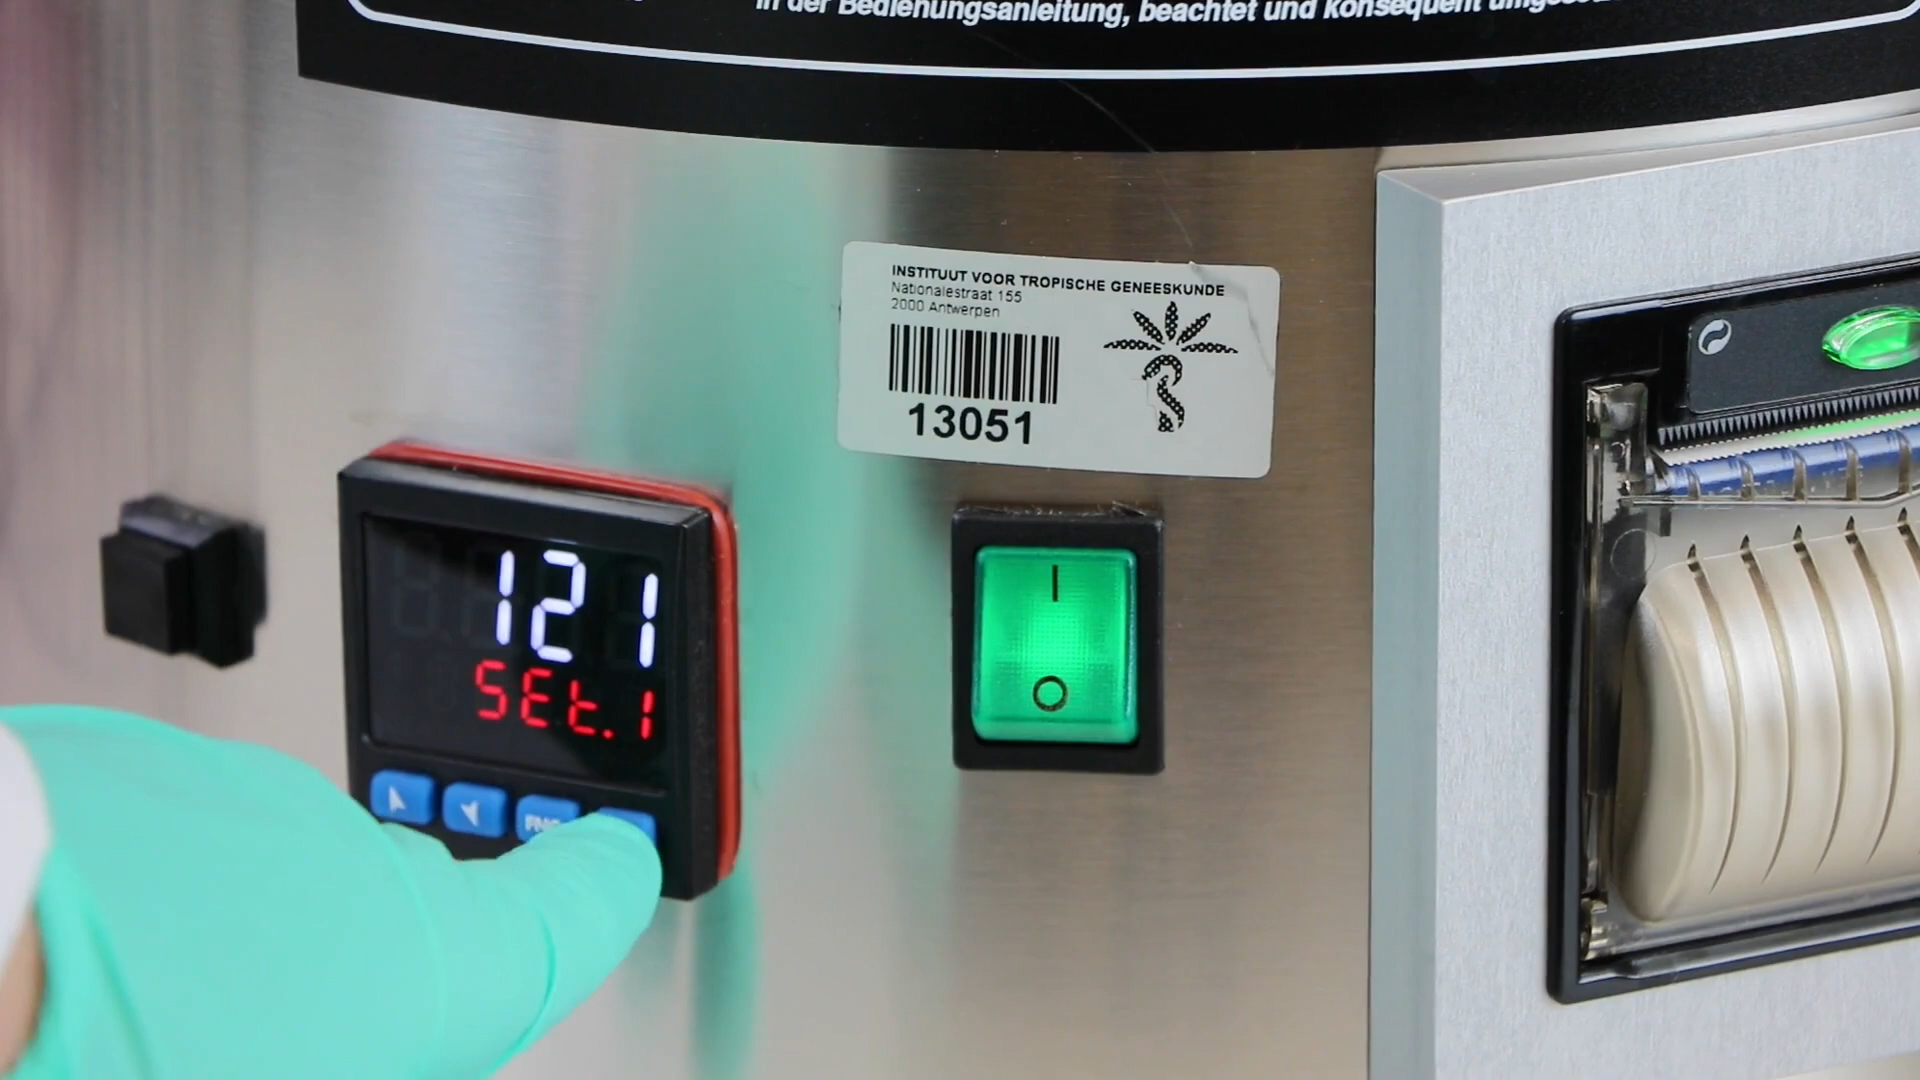 in der Bedienungsanleitung, beachtet und konsequent
INSTITUUT VOOR TROPISCHE GENEESKUNDE
Nationalestraat 155
2000 Antwerpen
13051
121
SEt.1
I
O